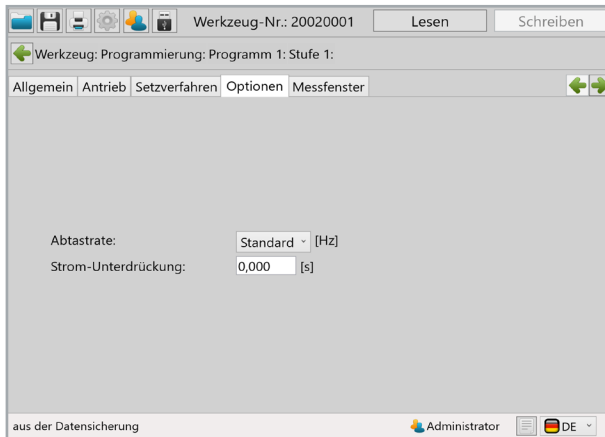 Werkzeug-Nr.: 20020001 Lesen Schreiben
Werkzeug: Programmierung: Programm 1: Stufe 1:
Allgemein Antrieb Setzverfahren Optionen Messfenster
Abtastrate: Standard [Hz]
Strom-Unterdrückung: 0,000 [s]
aus der Datensicherung Administrator DE